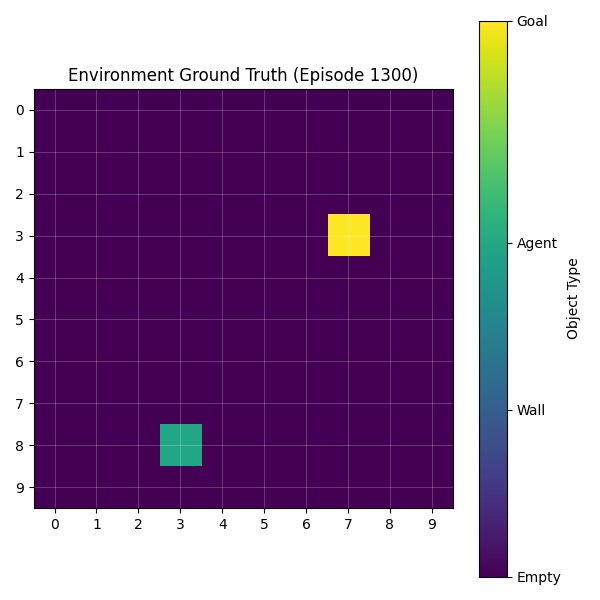 Environment Ground Truth (Episode 1300)
0
1
2
3
4
5
6
7
8
9
0 1 2 3 4 5 6 7 8 9
Goal
Agent
Wall
Empty
Object Type